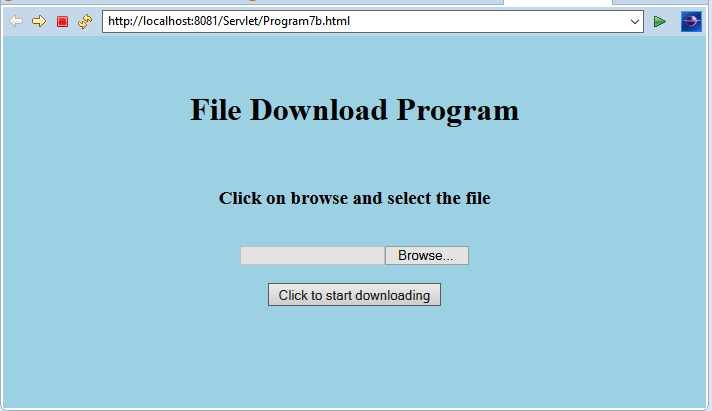 http://localhost:8081/Servlet/Program7b.html
File Download Program
Click on browse and select the file
Browse...
Click to start downloading